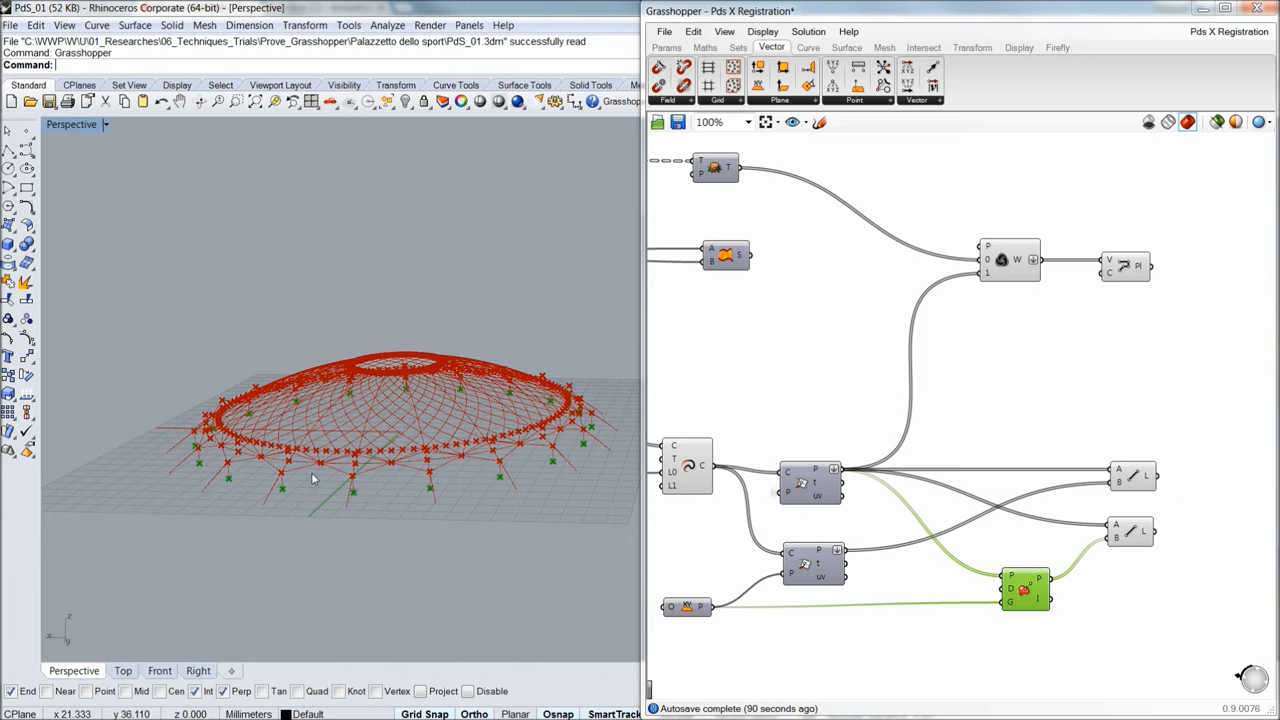 PdS_01 (52 KB) - Rhinoceros Corporate (64-bit) - [Perspective]
File Edit View Curve Surface Solid Mesh Dimension Transform Tools Analyze Render Panels Help
File "C:\WWP\W\U\01_Researches\06_Techniques_Trials\Prove_Grasshopper\Palazzetto dello sport\PdS_01.3dm" successfully read
Command: Grasshopper
Command:
Standard CPlanes Set View Display Select Viewport Layout Visibility Transform Curve Tools Surface Tools Solid Tools
Grasshop
Perspective
z
x
y
Perspective Top Front Right
End Near Point Mid Cen Int Perp Tan Quad Knot Vertex Project Disable
CPlane x 21.333 y 36.110 z 0.000 Millimeters Default Grid Snap Ortho Planar Osnap SmartTrack
Grasshopper - Pds X Registration*
File Edit View Display Solution Help Pds X Registration
Params Maths Sets Vector Curve Surface Mesh Intersect Transform Display Firefly
Field Grid Plane Point Vector
100%
T T
P
A S
B
P
0 W
1
V Pl
C
C
T C
L0
L1
C P
t
P uv
C P
t
P uv
O P
A L
B
A L
B
P P
D
G I
Autosave complete (90 seconds ago)
0.9.0076